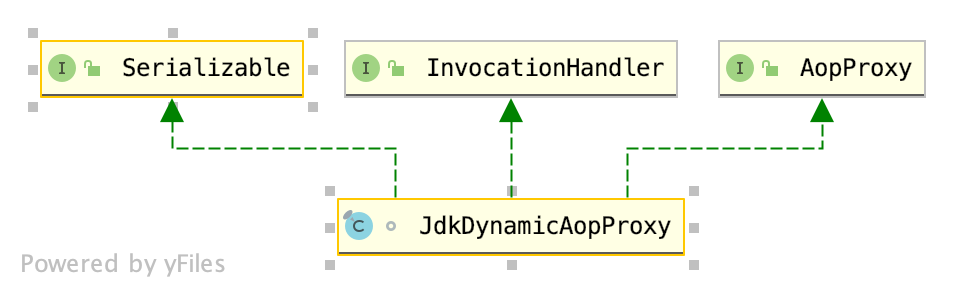 I Serializable
I InvocationHandler
I AopProxy
C JdkDynamicAopProxy
Powered by yFiles